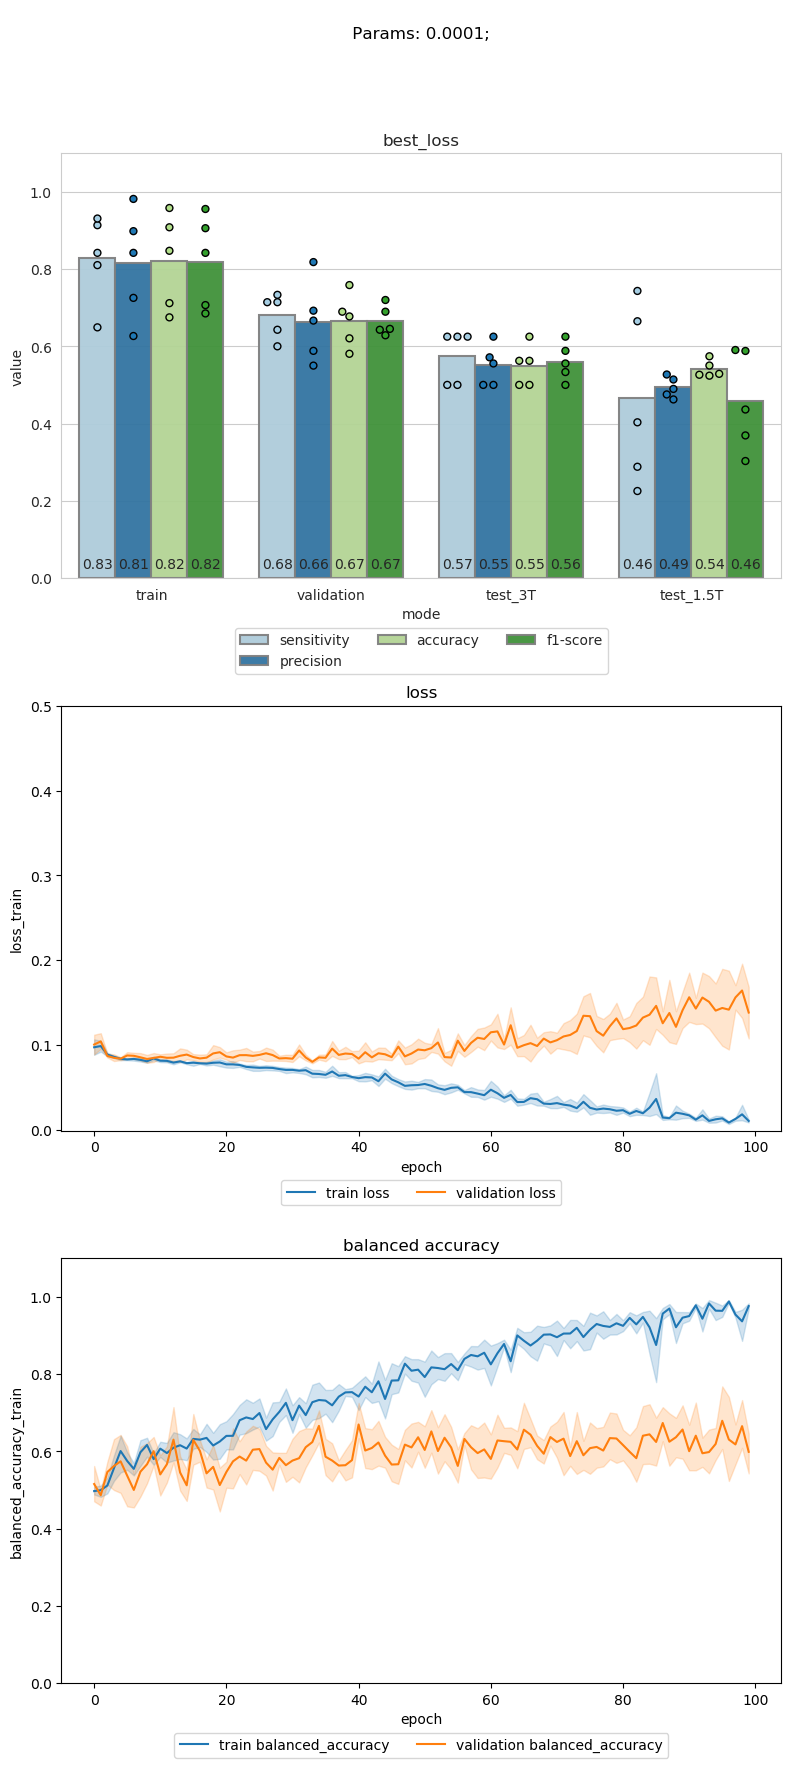 Params: 0.0001;
best_loss
value
1.0
0.8
0.6
0.4
0.2
0.0
0.83 0.81 0.82 0.82 0.68 0.66 0.67 0.67 0.57 0.55 0.55 0.56 0.46 0.49 0.54 0.46
train validation test_3T test_1.5T
mode
sensitivity accuracy f1-score
precision
loss
loss_train
0.5
0.4
0.3
0.2
0.1
0.0
0 20 40 60 80 100
epoch
train loss validation loss
balanced accuracy
balanced_accuracy_train
1.0
0.8
0.6
0.4
0.2
0.0
0 20 40 60 80 100
epoch
train balanced_accuracy validation balanced_accuracy